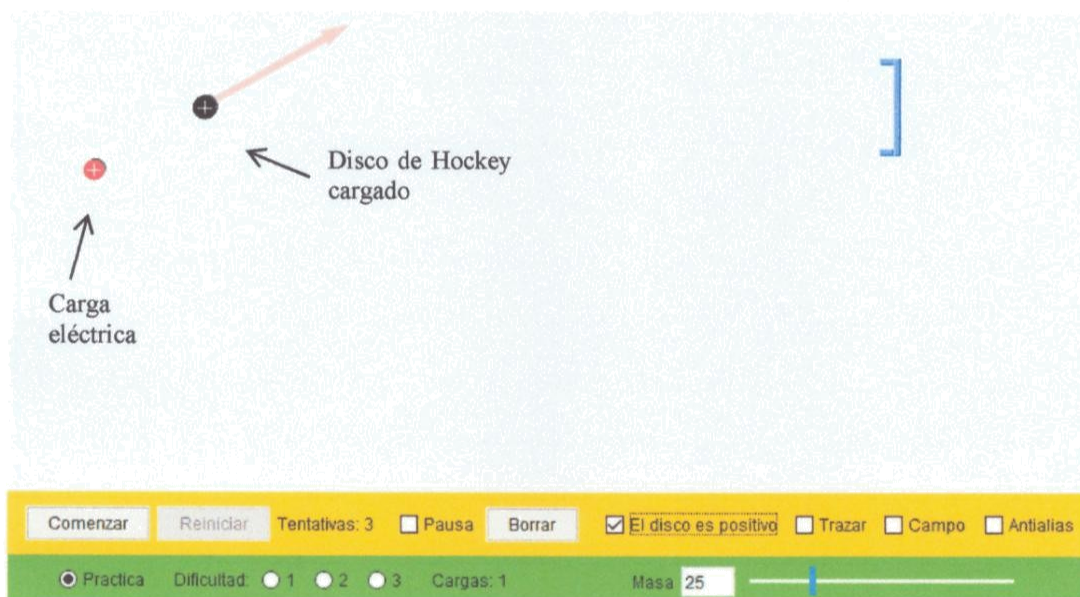 Disco de Hockey
cargado
Carga
eléctrica
Comenzar Reiniciar Tentativas: 3 Pausa Borrar El disco es positivo Trazar Campo Antialias
Practica Dificultad: 1 2 3 Cargas: 1 Masa 25